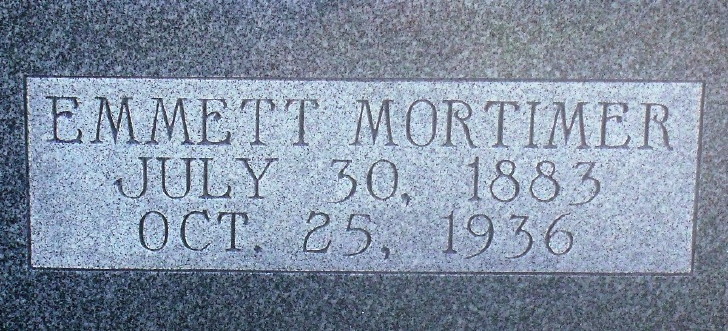 EMMETT MORTIMER
JULY 30, 1883
OCT. 25, 1936